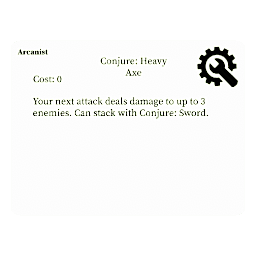 Arcanist
Conjure: Heavy
Axe
Cost: 0
Your next attack deals damage to up to 3
enemies. Can stack with Conjure: Sword.